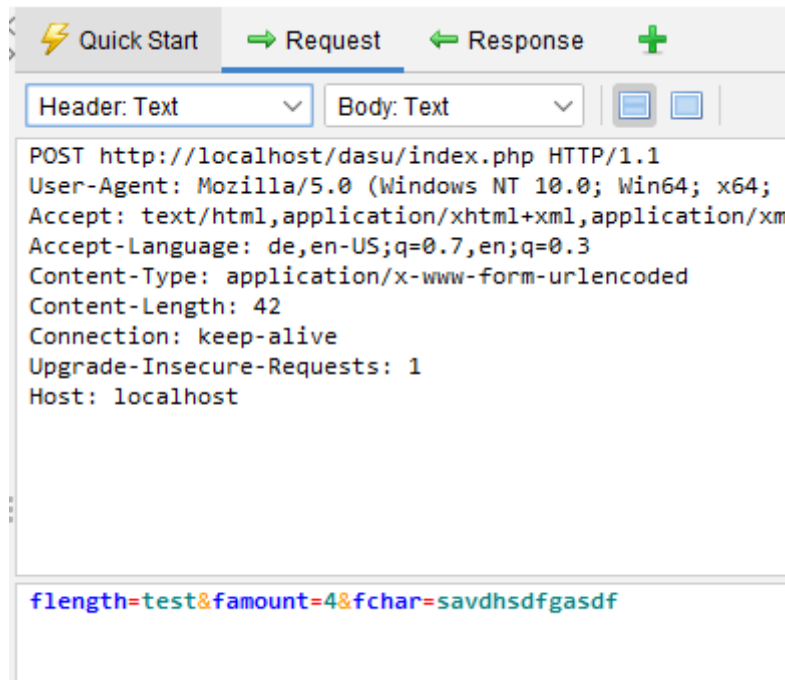 Quick Start Request Response
Header: Text Body: Text
POST http://localhost/dasu/index.php HTTP/1.1
User-Agent: Mozilla/5.0 (Windows NT 10.0; Win64; x64;
Accept: text/html,application/xhtml+xml,application/xm
Accept-Language: de,en-US;q=0.7,en;q=0.3
Content-Type: application/x-www-form-urlencoded
Content-Length: 42
Connection: keep-alive
Upgrade-Insecure-Requests: 1
Host: localhost
flength=test&famount=4&fchar=savdhsdfgasdf